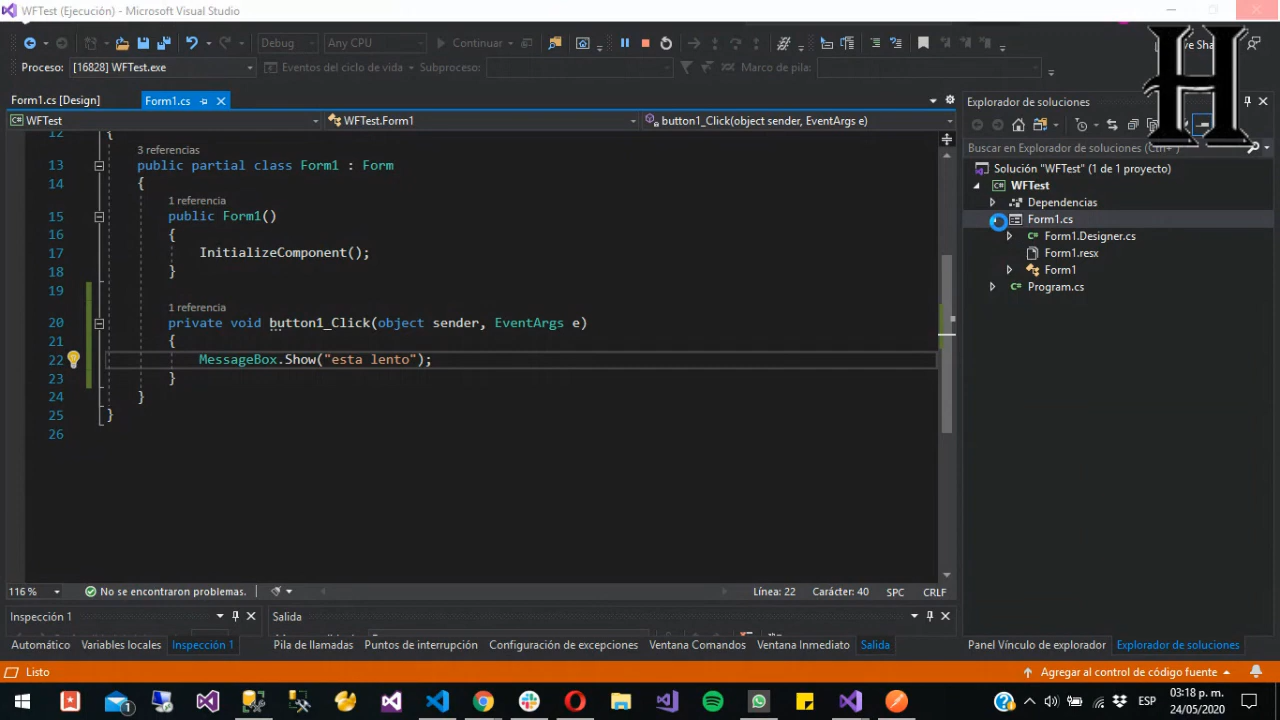 WFTest (Ejecución) - Microsoft Visual Studio
Debug Any CPU Continuar
Proceso: [16828] WFTest.exe Eventos del ciclo de vida Subproceso: Marco de pila:
Form1.cs [Design] Form1.cs
WFTest WFTest.Form1 button1_Click(object sender, EventArgs e)
12 {
3 referencias
13 public partial class Form1 : Form
14 {
1 referencia
15 public Form1()
16 {
17 InitializeComponent();
18 }
19
1 referencia
20 private void button1_Click(object sender, EventArgs e)
21 {
22 MessageBox.Show("esta lento");
23 }
24 }
25 }
26
116 % No se encontraron problemas. Línea: 22 Carácter: 40 SPC CRLF
Inspección 1 Salida
Automático Variables locales Inspección 1 Pila de llamadas Puntos de interrupción Configuración de excepciones Ventana Comandos Ventana Inmediato Salida
H
Explorador de soluciones
Buscar en Explorador de soluciones (Ctrl+
Solución "WFTest" (1 de 1 proyecto)
WFTest
Dependencias
Form1.cs
Form1.Designer.cs
Form1.resx
Form1
Program.cs
Panel Vínculo de explorador Explorador de soluciones
Listo Agregar al control de código fuente
1 ESP 03:18 p. m.
24/05/2020